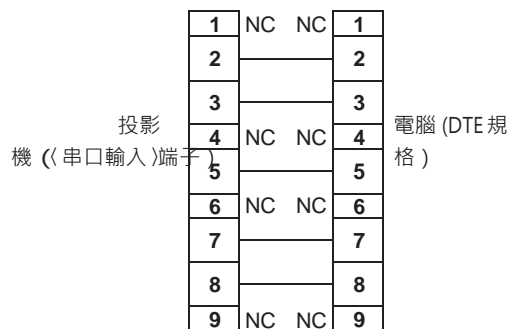 1 NC NC 1
2 2
3 3
投影
機 (〈 串口輸入 〉端子 )
電腦 (DTE 規
格 )
4 NC NC 4
5 5
6 NC NC 6
7 7
8 8
9 NC NC 9